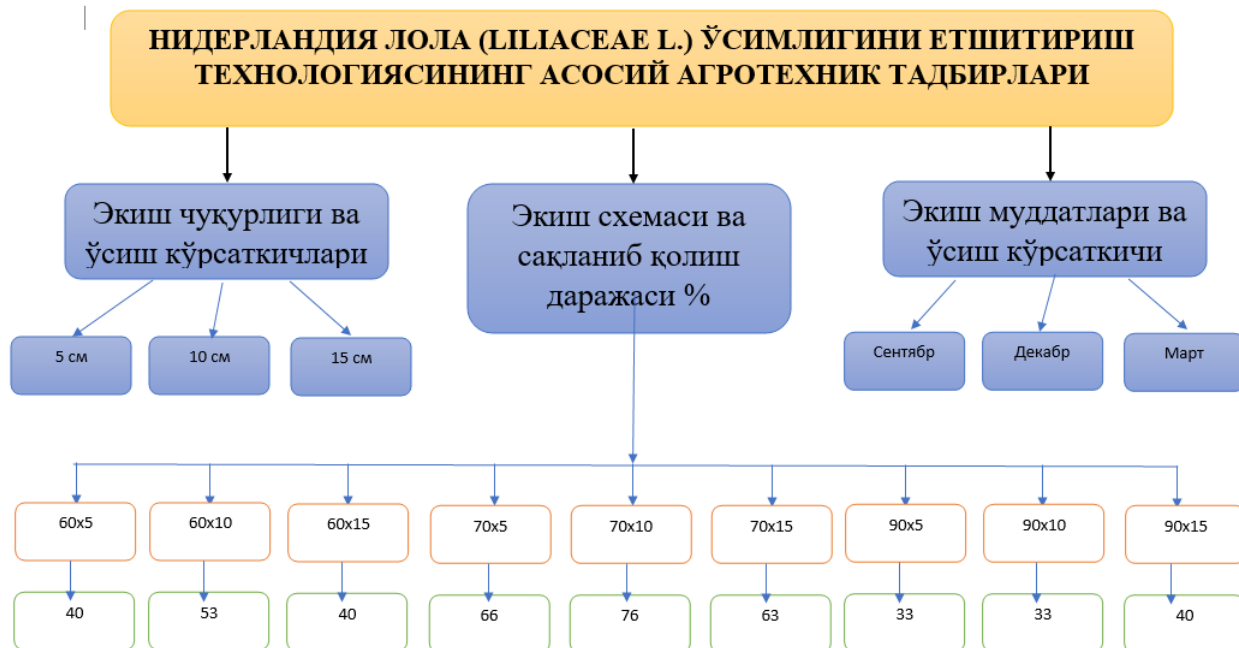 НИДЕРЛАНДИЯ ЛОЛА (LILIACEAE L.) ЎСИМЛИГИНИ ЕТШИТИРИШ
ТЕХНОЛОГИЯСИНИНГ АСОСИЙ АГРОТЕХНИК ТАДБИРЛАРИ
Экиш чуқурлиги ва
ўсиш кўрсаткичлари
Экиш схемаси ва
сақланиб қолиш
даражаси %
Экиш муддатлари ва
ўсиш кўрсаткичи
5 см
10 см
15 см
Сентябр
Декабр
Март
60x5
60x10
60x15
70x5
70x10
70x15
90x5
90x10
90x15
40
53
40
66
76
63
33
33
40